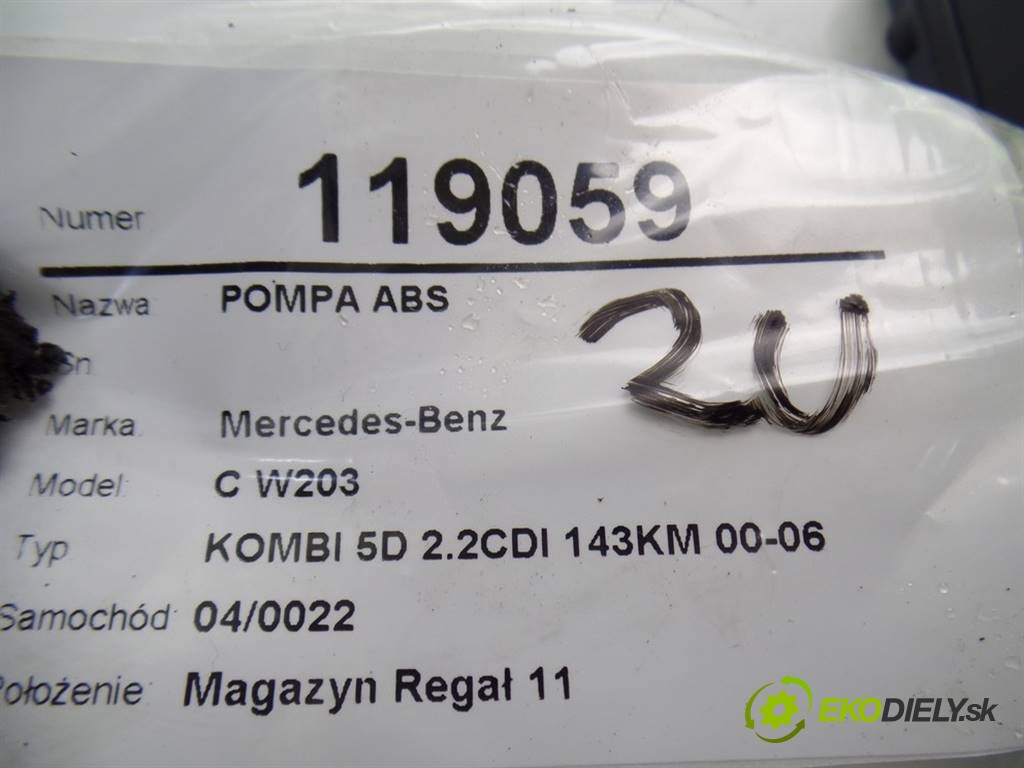 Numer 119059
Nazwa POMPA ABS
Sn
Marka Mercedes-Benz
Model: C W203
Typ KOMBI 5D 2.2CDI 143KM 00-06
Samochód: 04/0022
Położenie: Magazyn Regał 11
EKODIELY.sk